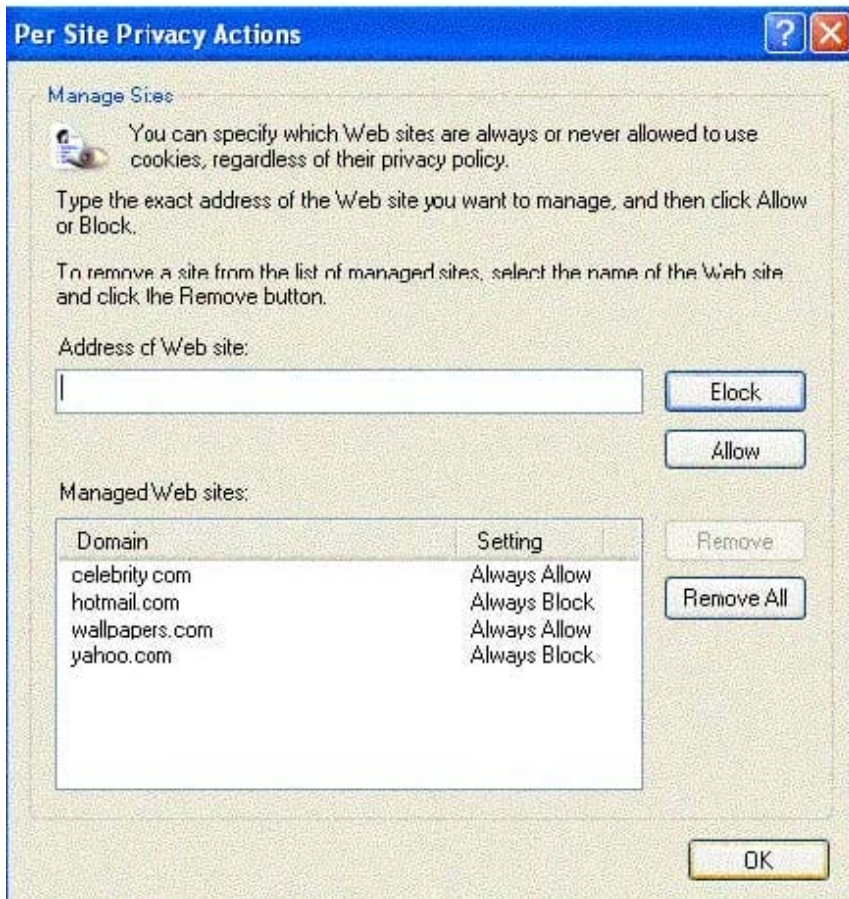 Per Site Privacy Actions
Manage Sites
You can specify which Web sites are always or never allowed to use
cookies, regardless of their privacy policy.
Type the exact address of the Web site you want to manage, and then click Allow
or Block.
To remove a site from the list of managed sites, select the name of the Web site
and click the Remove button.
Address of Web site:
Block
Allow
Managed Web sites:
Domain Setting
Remove
celebrity.com Always Allow
hotmail.com Always Block
Remove All
wallpapers.com Always Allow
yahoo.com Always Block
OK